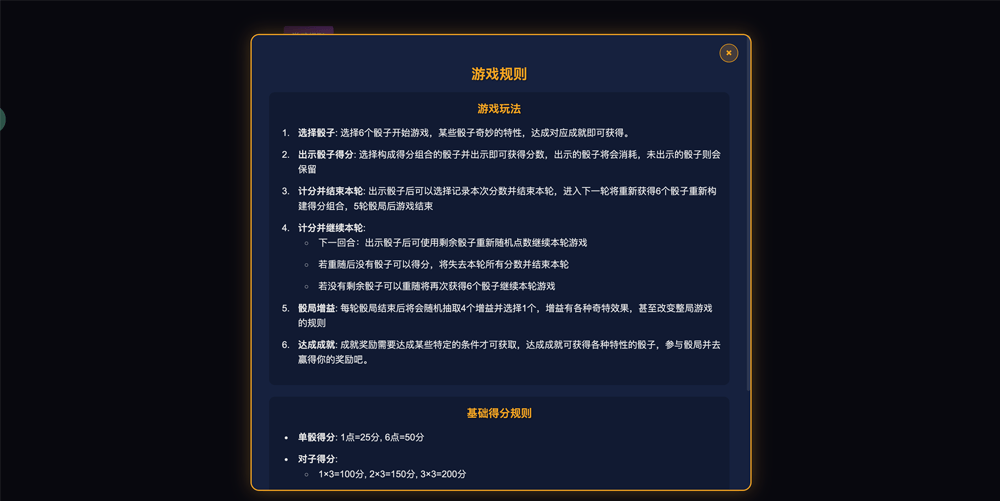 ×
游戏规则
游戏玩法
1. 选择骰子: 选择6个骰子开始游戏，某些骰子奇妙的特性，达成对应成就即可获得。
2. 出示骰子得分: 选择构成得分组合的骰子并出示即可获得分数，出示的骰子将会消耗，未出示的骰子则会
保留
3. 计分并结束本轮: 出示骰子后可以选择记录本次分数并结束本轮，进入下一轮将重新获得6个骰子重新构
建得分组合，5轮骰局后游戏结束
4. 计分并继续本轮:
下一回合：出示骰子后可使用剩余骰子重新随机点数继续本轮游戏
若重随后没有骰子可以得分，将失去本轮所有分数并结束本轮
若没有剩余骰子可以重随将再次获得6个骰子继续本轮游戏
5. 骰局增益: 每轮骰局结束后将会随机抽取4个增益并选择1个，增益有各种奇特效果，甚至改变整局游戏
的规则
6. 达成成就: 成就奖励需要达成某些特定的条件才可获取，达成成就可获得各种特性的骰子，参与骰局并去
赢得你的奖励吧。
基础得分规则
• 单骰得分: 1点=25分, 6点=50分
• 对子得分:
1×3=100分, 2×3=150分, 3×3=200分